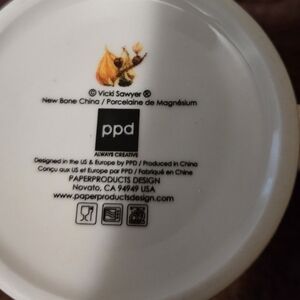 © Vicki Sawyer ®
New Bone China / Porcelaine de Magnésium
ppd
ALWAYS CREATIVE
Designed in the US & Europe by PPD / Produced in China
Conçu aux US et Europe par PPD / Fabriqué en Chine
PAPERPRODUCTS DESIGN
Novato, CA 94949 USA
www.paperproductsdesign.com